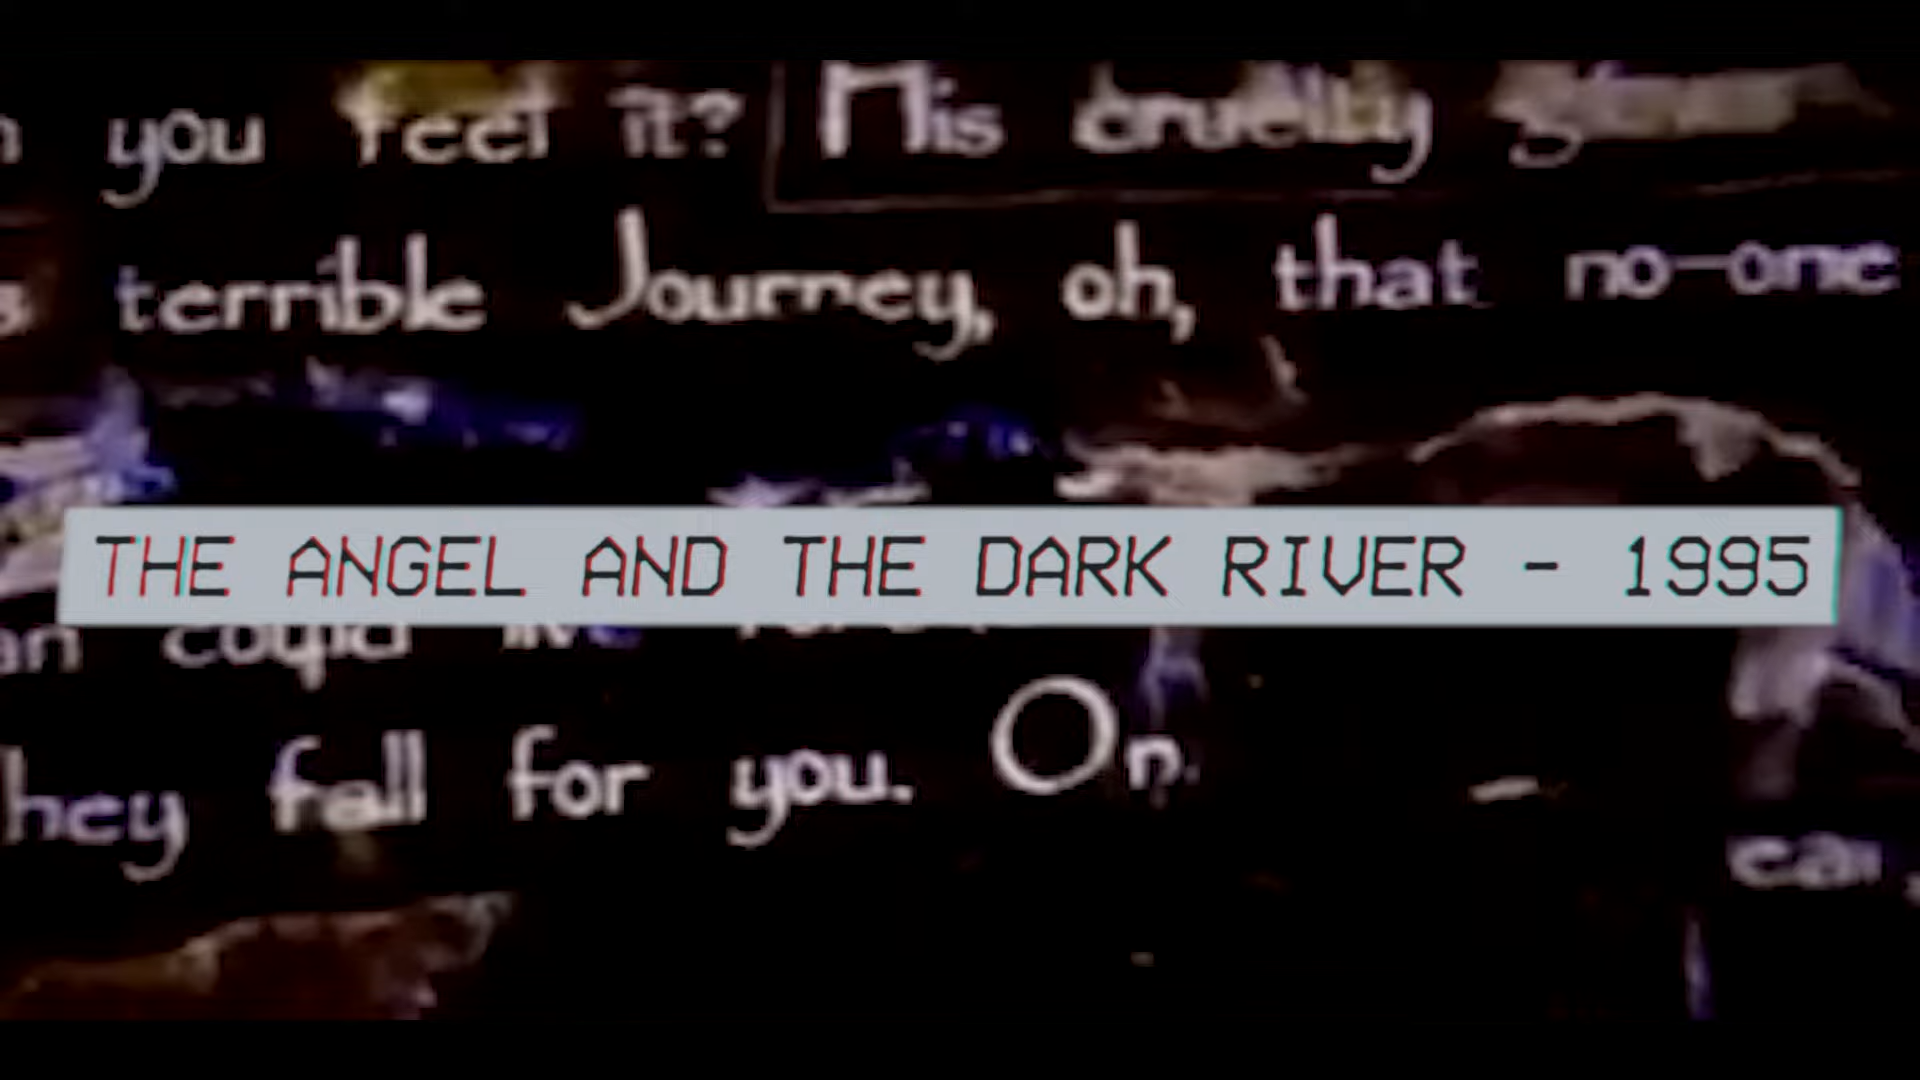 you feel it? His cruelty
terrible Journey, oh, that no-one
THE ANGEL AND THE DARK RIVER - 1995
could
hey fall for you. On